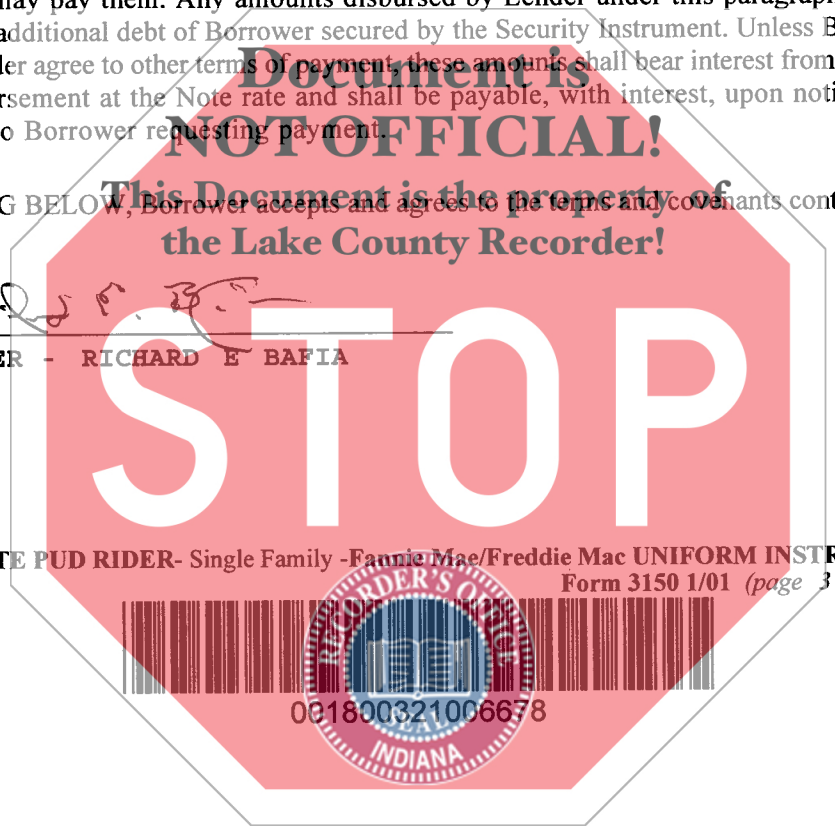 may pay them. Any amounts disbursed by Lender under this paragraph
additional debt of Borrower secured by the Security Instrument. Unless B
er agree to other terms of payment, these amounts shall bear interest from
rsement at the Note rate and shall be payable, with interest, upon noti
o Borrower requesting payment.
Document is
NOT OFFICIAL!
This Document is the property of
the Lake County Recorder!
G BELOW, Borrower accepts and agrees to the terms and covenants cont
ER - RICHARD E BAFIA
STOP
TE PUD RIDER- Single Family -Fannie Mae/Freddie Mac UNIFORM INSTR
Form 3150 1/01 (page 3
RECORDER'S OFFICE
001800321006678
SEAL
INDIANA